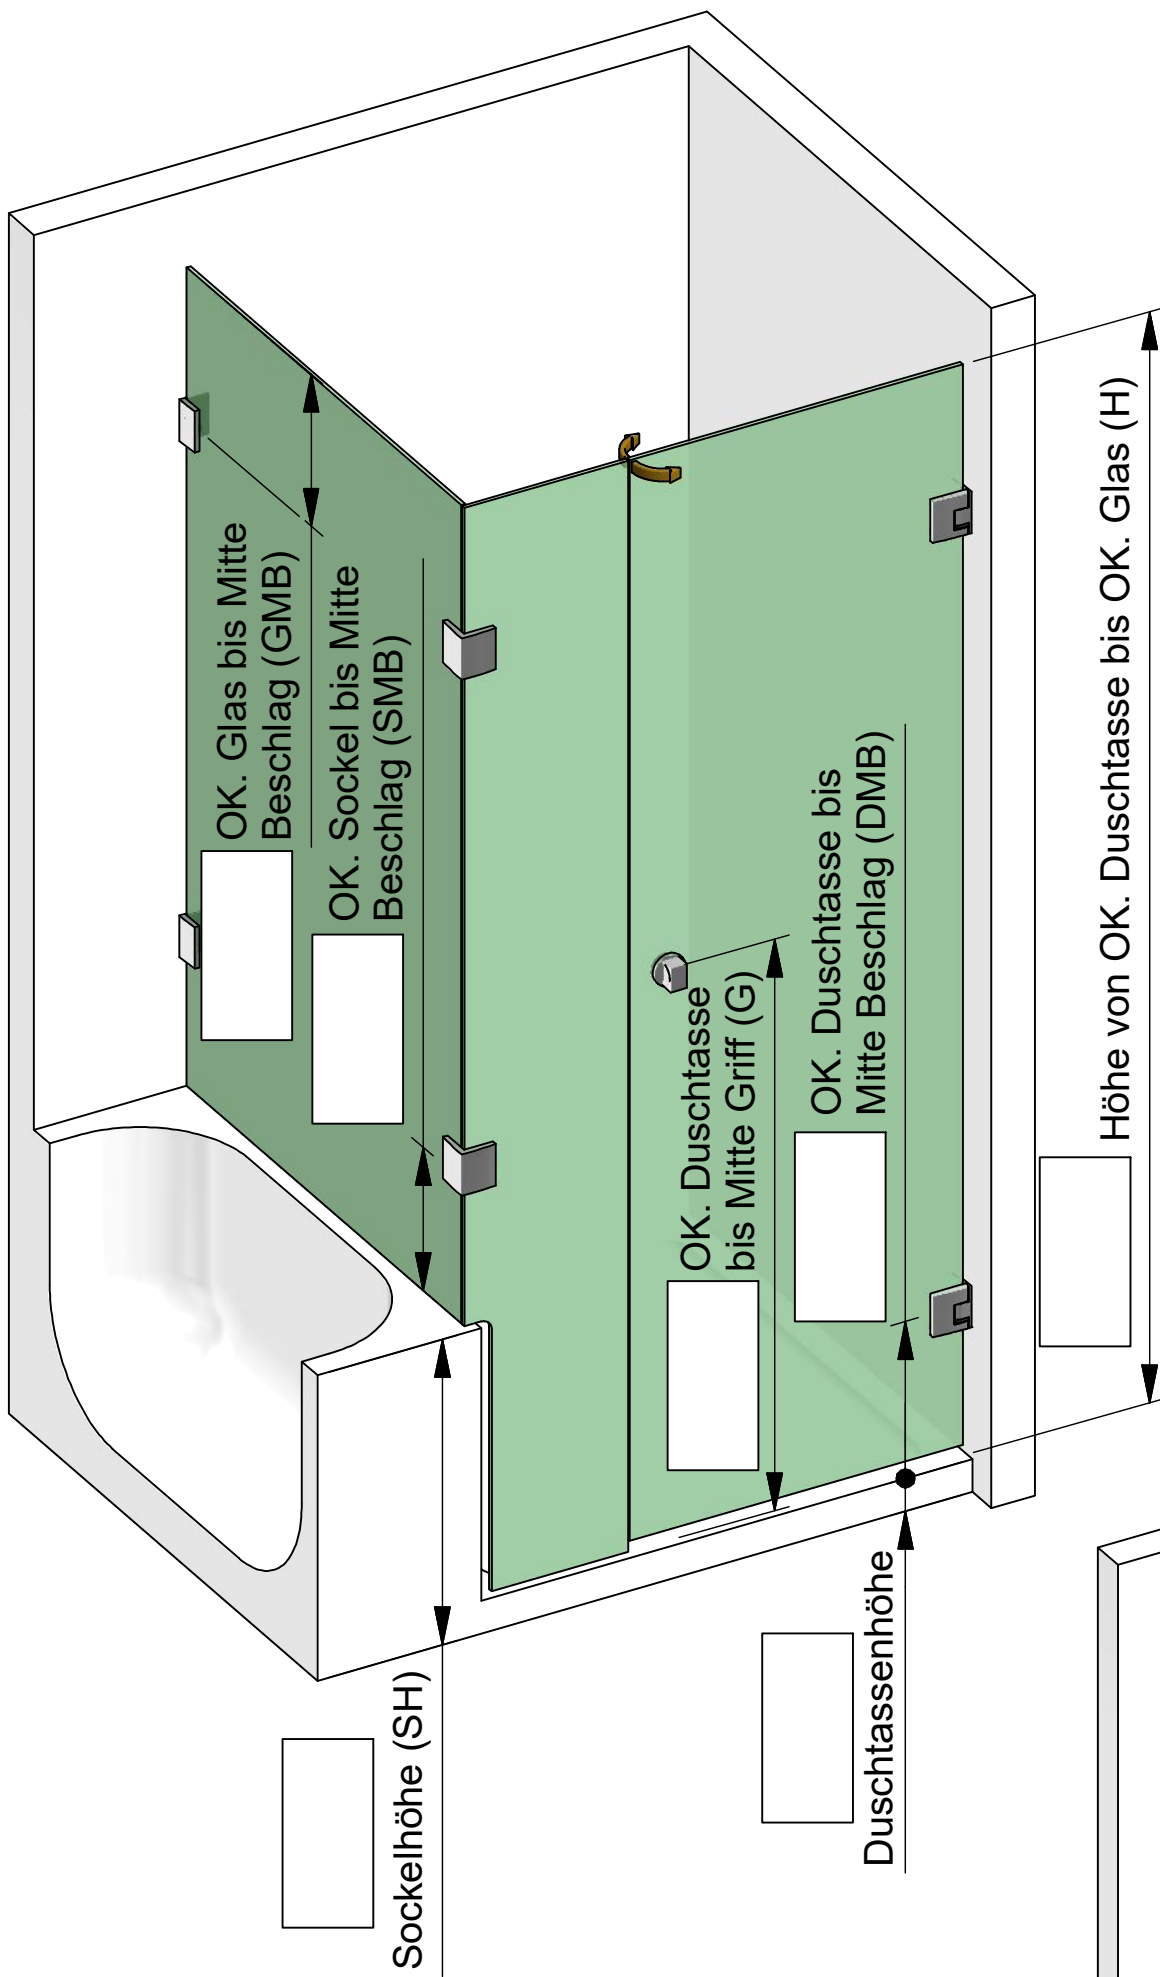 OK. Glas bis Mitte
Beschlag (GMB)
OK. Sockel bis Mitte
Beschlag (SMB)
OK. Duschtasse
bis Mitte Griff (G)
OK. Duschtasse bis
Mitte Beschlag (DMB)
Höhe von OK. Duschtasse bis OK. Glas (H)
Sockelhöhe (SH)
Duschtassenhöhe